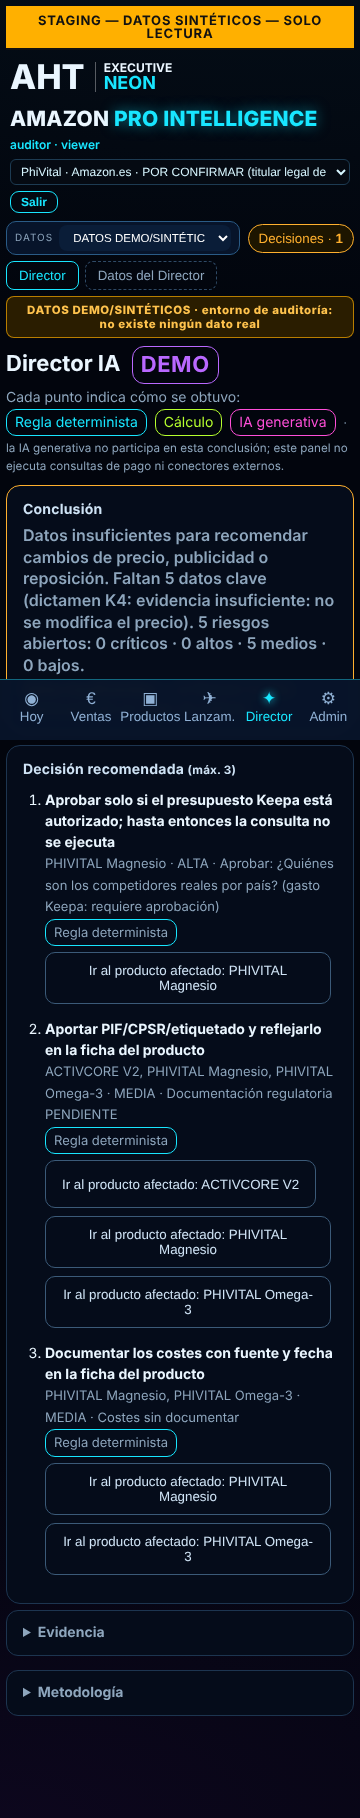 STAGING — DATOS SINTÉTICOS — SOLO
LECTURA
AHT
EXECUTIVE
NEON
AMAZON PRO INTELLIGENCE
auditor · viewer
PhiVital · Amazon.es · POR CONFIRMAR (titular legal de
Salir
DATOS
DATOS DEMO/SINTÉTIC
Decisiones · 1
Director
Datos del Director
DATOS DEMO/SINTÉTICOS · entorno de auditoría:
no existe ningún dato real
Director IA
DEMO
Cada punto indica cómo se obtuvo:
Regla determinista
Cálculo
IA generativa ·
la IA generativa no participa en esta conclusión; este panel no
ejecuta consultas de pago ni conectores externos.
Conclusión
Datos insuficientes para recomendar
cambios de precio, publicidad o
reposición. Faltan 5 datos clave
(dictamen K4: evidencia insuficiente: no
se modifica el precio). 5 riesgos
abiertos: 0 críticos · 0 altos · 5 medios ·
0 bajos.
Hoy
€
Ventas
Productos
Lanzam.
Director
Admin
Decisión recomendada (máx. 3)
1. Aprobar solo si el presupuesto Keepa está
autorizado; hasta entonces la consulta no
se ejecuta
PHIVITAL Magnesio · ALTA · Aprobar: ¿Quiénes
son los competidores reales por país? (gasto
Keepa: requiere aprobación)
Regla determinista
Ir al producto afectado: PHIVITAL
Magnesio
2. Aportar PIF/CPSR/etiquetado y reflejarlo
en la ficha del producto
ACTIVCORE V2, PHIVITAL Magnesio, PHIVITAL
Omega-3 · MEDIA · Documentación regulatoria
PENDIENTE
Regla determinista
Ir al producto afectado: ACTIVCORE V2
Ir al producto afectado: PHIVITAL
Magnesio
Ir al producto afectado: PHIVITAL Omega-
3
3. Documentar los costes con fuente y fecha
en la ficha del producto
PHIVITAL Magnesio, PHIVITAL Omega-3 ·
MEDIA · Costes sin documentar
Regla determinista
Ir al producto afectado: PHIVITAL
Magnesio
Ir al producto afectado: PHIVITAL Omega-
3
Evidencia
Metodología